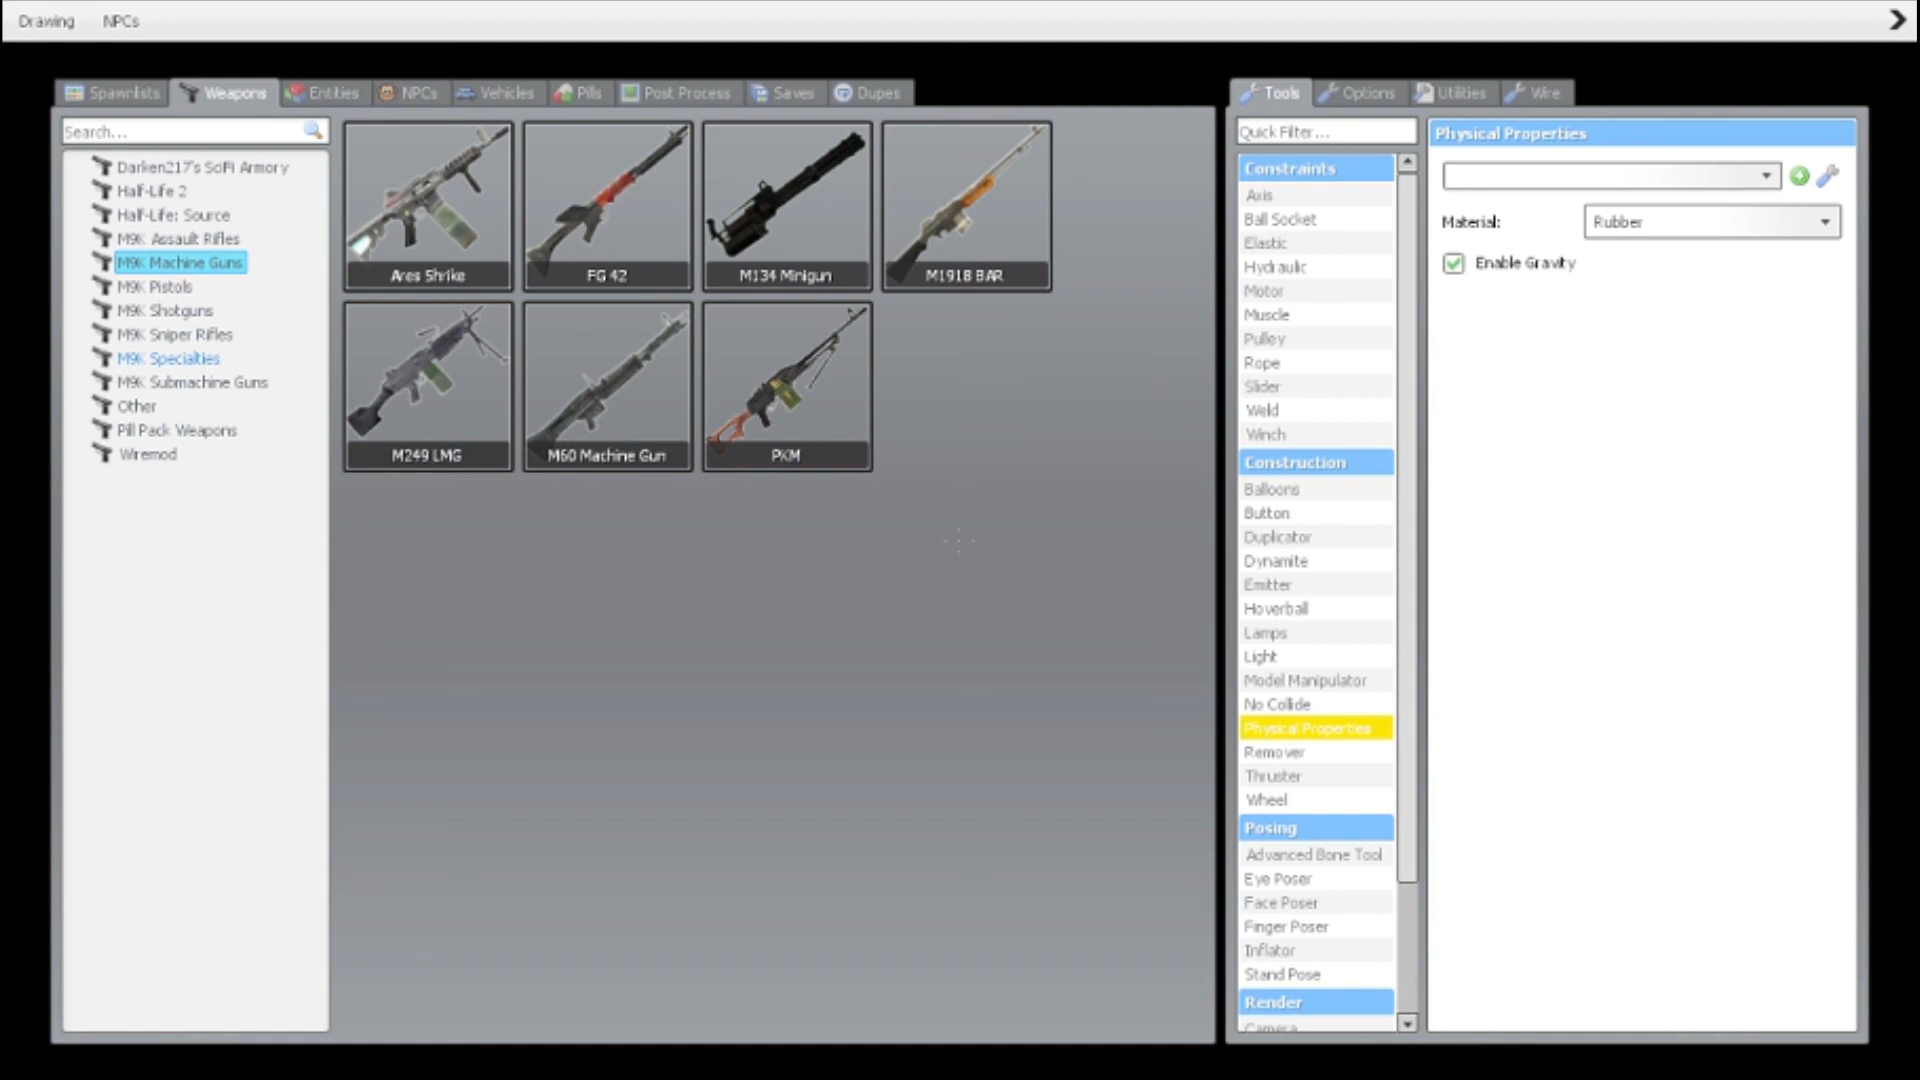 Drawing NPCs
Spawnlists Weapons Entities NPCs Vehicles Pills Post Process Saves Dupes
Search...
Darken217's SciFi Armory
Half-Life 2
Half-Life: Source
M9K Assault Rifles
M9K Machine Guns
M9K Pistols
M9K Shotguns
M9K Sniper Rifles
M9K Specialties
M9K Submachine Guns
Other
Pill Pack Weapons
Wiremod
Ares Shrike
FG 42
M134 Minigun
M1918 BAR
M249 LMG
M60 Machine Gun
PKM
Tools Options Utilities Wire
Quick Filter...
Constraints
Axis
Ball Socket
Elastic
Hydraulic
Motor
Muscle
Pulley
Rope
Slider
Weld
Winch
Construction
Balloons
Button
Duplicator
Dynamite
Emitter
Hoverball
Lamps
Light
Model Manipulator
No Collide
Physical Properties
Remover
Thruster
Wheel
Posing
Advanced Bone Tool
Eye Poser
Face Poser
Finger Poser
Inflator
Stand Pose
Render
Camera
Physical Properties
Material: Rubber
Enable Gravity